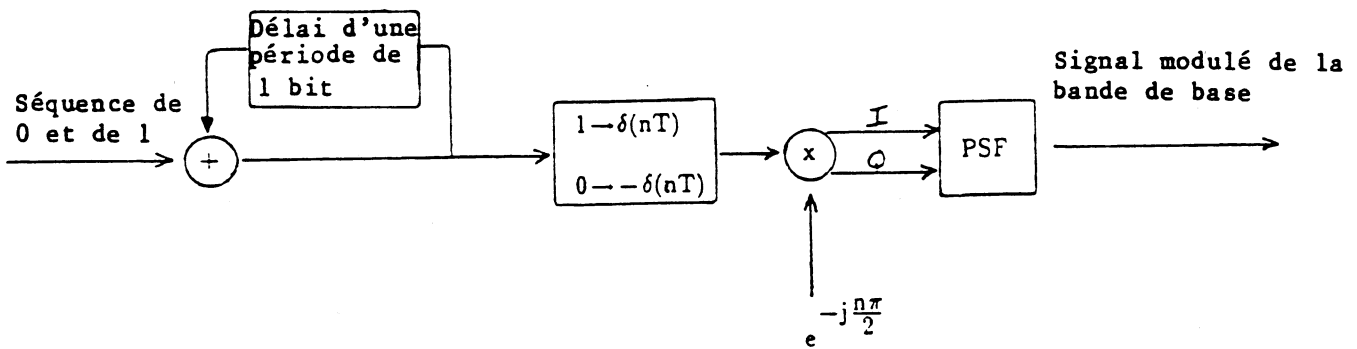 Délai d'une
période de
1 bit
Séquence de
0 et de 1
+
1→δ(nT)
0→−δ(nT)
x
I
Q
PSF
Signal modulé de la
bande de base
e^{-j\frac{nπ}{2}}